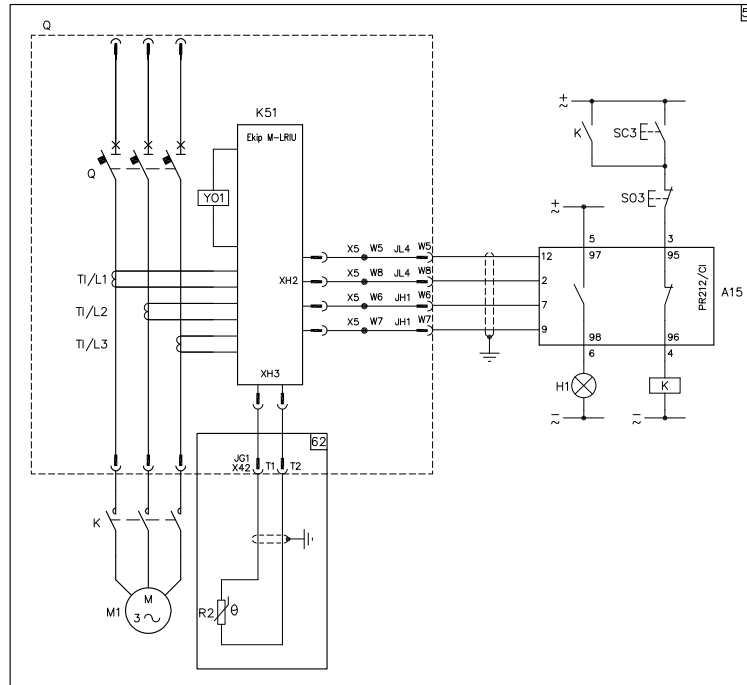 5
Q
K51
Ekip M-LRIU
K
SC3
Q
YO1
SO3
X5 W5 JL4 W5
5
3
12
97
95
TI/L1
XH2
X5 W8 JL4 W8
2
PR212/CI
A15
TI/L2
X5 W6 JH1 W6
7
TI/L3
X5 W7 JH1 W7
9
98
96
6
4
XH3
H1
K
62
JG1
X42 T1 T2
K
M
3
M1
R2
θ